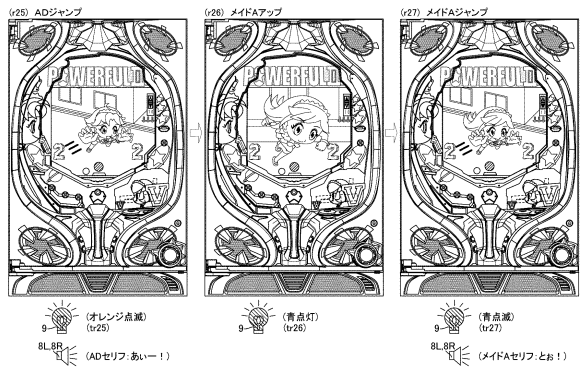 (r25) ADジャンプ
(r26) メイドAアップ
(r27) メイドAジャンプ
POWERFUL
POWERFUL
POWERFUL
2 2
2 2
2 2
V
V
V
9 (オレンジ点滅)
(tr25)
9 (青点灯)
(tr26)
9 (青点滅)
(tr27)
8L,8R (ADセリフ:あぃー!)
8L,8R (メイドAセリフ:とぉ!)